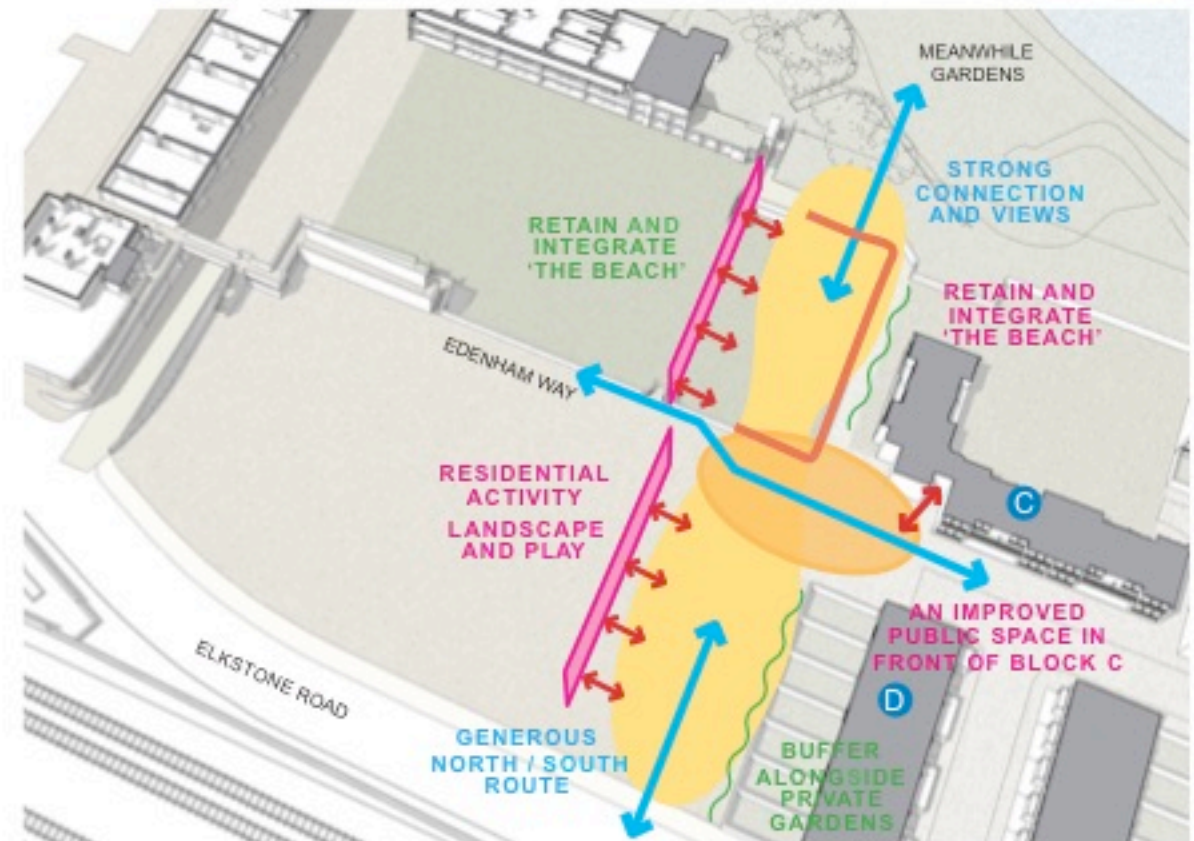 MEANWHILE
GARDENS
STRONG
CONNECTION
AND VIEWS
RETAIN AND
INTEGRATE
'THE BEACH'
RETAIN AND
INTEGRATE
'THE BEACH'
EDENHAM WAY
RESIDENTIAL
ACTIVITY
LANDSCAPE
AND PLAY
C
AN IMPROVED
PUBLIC SPACE IN
FRONT OF BLOCK C
D
ELKSTONE ROAD
GENEROUS
NORTH / SOUTH
ROUTE
BUFFER
ALONGSIDE
PRIVATE
GARDENS